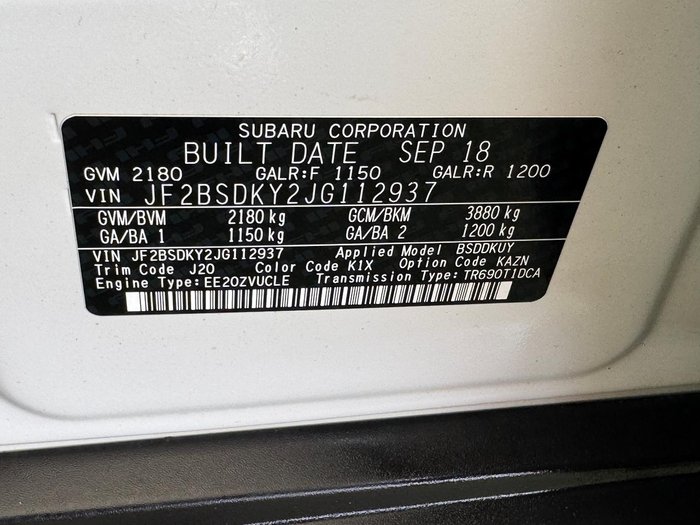 SUBARU CORPORATION
BUILT DATE SEP 18
GVM 2180 GALR:F 1150 GALR:R 1200
VIN JF2BSDKY2JG112937
GVM/BVM 2180 kg GCM/BKM 3880 kg
GA/BA 1 1150 kg GA/BA 2 1200 kg
VIN JF2BSDKY2JG112937 Applied Model BSDDKUY
Trim Code J20 Color Code K1X Option Code KAZN
Engine Type:EE20ZVUCLE Transmission Type:TR690T1DCA